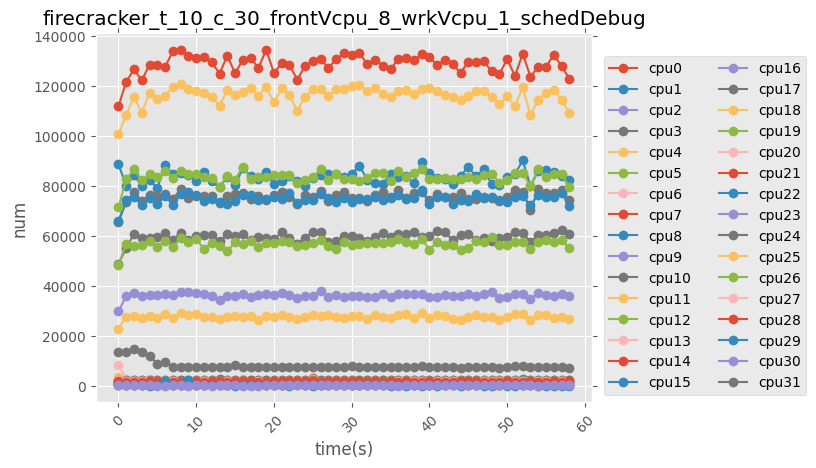 firecracker_t_10_c_30_frontVcpu_8_wrkVcpu_1_schedDebug
140000
120000
100000
80000
60000
40000
20000
0
num
0
10
20
30
40
50
60
time(s)
cpu0
cpu1
cpu2
cpu3
cpu4
cpu5
cpu6
cpu7
cpu8
cpu9
cpu10
cpu11
cpu12
cpu13
cpu14
cpu15
cpu16
cpu17
cpu18
cpu19
cpu20
cpu21
cpu22
cpu23
cpu24
cpu25
cpu26
cpu27
cpu28
cpu29
cpu30
cpu31